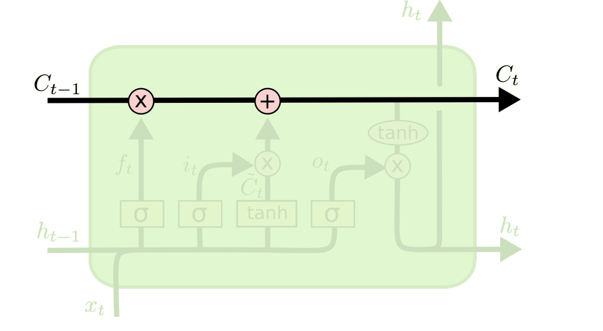 h_t
C_{t-1} x + C_t
tanh
f_t i_t x o_t x
C̃_t
σ σ tanh σ
h_{t-1} h_t
x_t